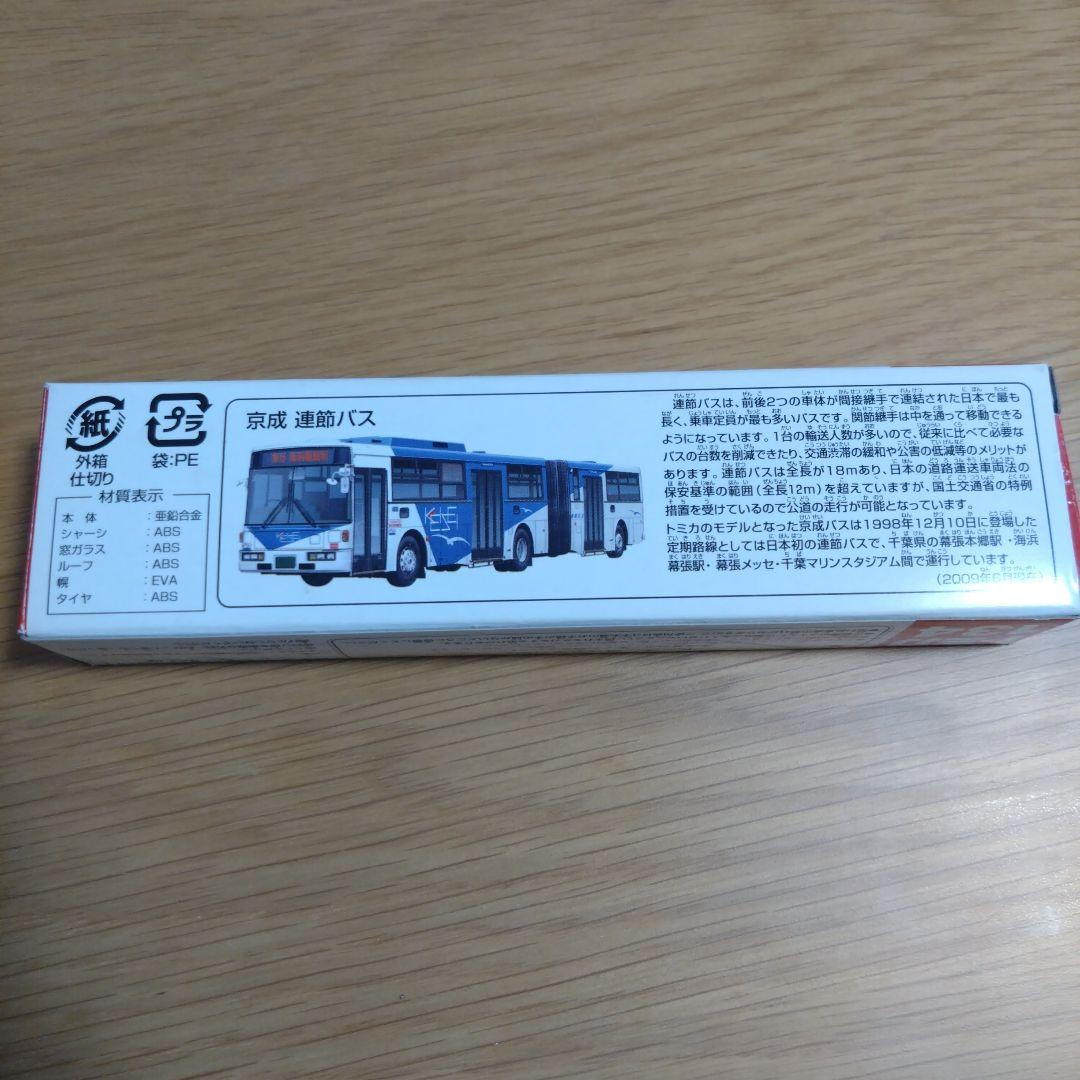 紙
外箱
仕切り
プラ
袋:PE
材質表示
本体 :亜鉛合金
シャーシ :ABS
窓ガラス :ABS
ルーフ :ABS
幌 :EVA
タイヤ :ABS
京成 連節バス
連節バスは、前後2つの車体が間接継手で連結された日本で最も
長く、乗車定員が最も多いバスです。関節継手は中を通って移動できる
ようになっています。1台の輸送人数が多いので、従来に比べて必要な
バスの台数を削減できたり、交通渋滞の緩和や公害の低減等のメリットが
あります。連節バスは全長が18mあり、日本の道路運送車両法の
保安基準の範囲(全長12m)を超えていますが、国土交通省の特例
措置を受けているので公道の走行が可能となっています。
トミカのモデルとなった京成バスは1998年12月10日に登場した
定期路線としては日本初の連節バスで、千葉県の幕張本郷駅・海浜
幕張駅・幕張メッセ・千葉マリンスタジアム間で運行しています。
(2009年6月現在)